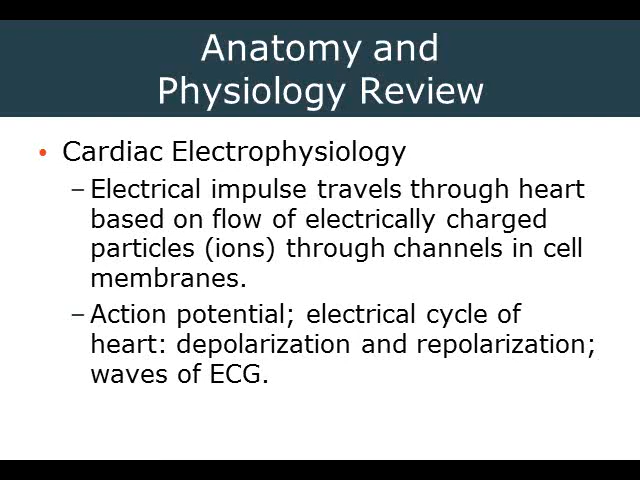 Anatomy and
Physiology Review
• Cardiac Electrophysiology
– Electrical impulse travels through heart
based on flow of electrically charged
particles (ions) through channels in cell
membranes.
– Action potential; electrical cycle of
heart: depolarization and repolarization;
waves of ECG.